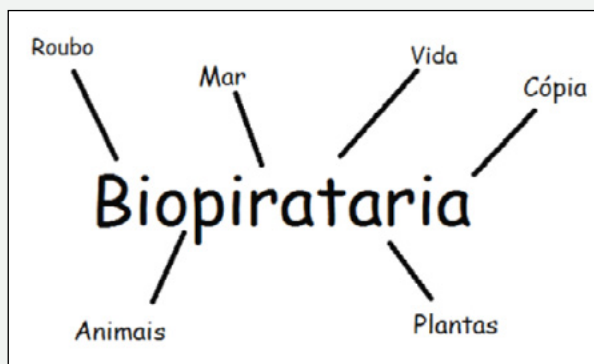 Roubo
Mar
Vida
Cópia
Biopirataria
Animais
Plantas